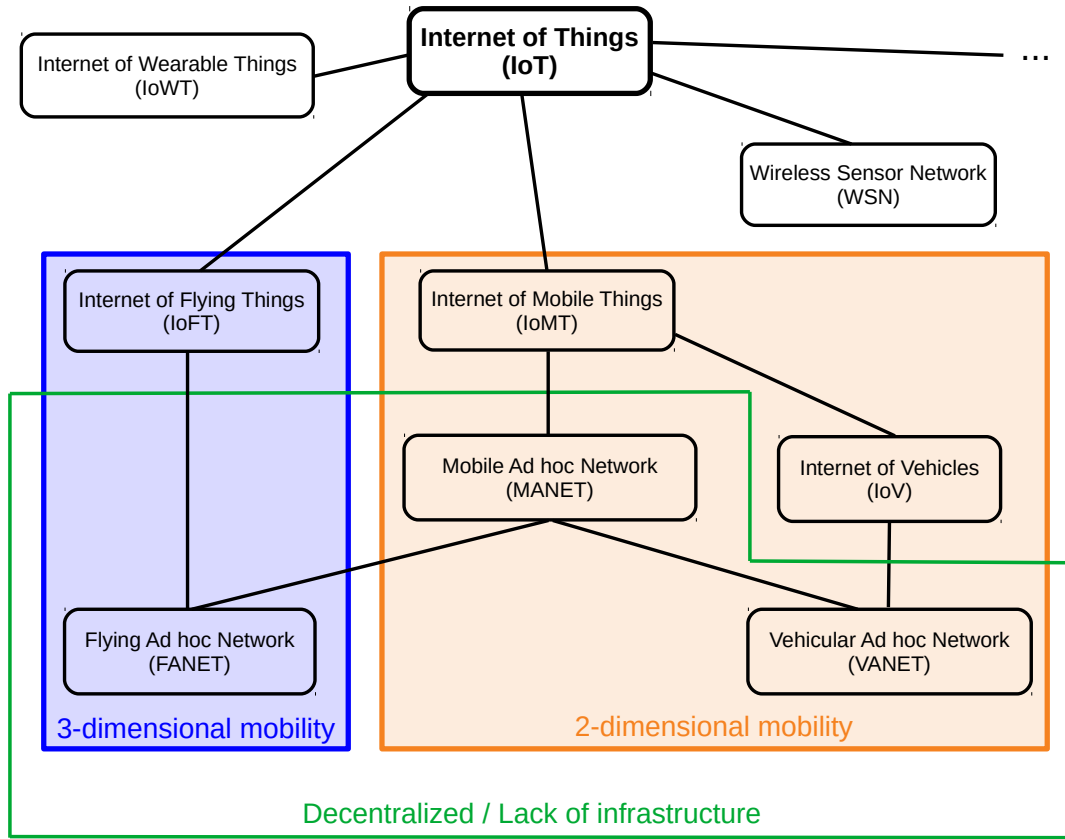 Internet of Things
(IoT)
Internet of Wearable Things
(IoWT)
...
Wireless Sensor Network
(WSN)
Internet of Flying Things
(IoFT)
Internet of Mobile Things
(IoMT)
Mobile Ad hoc Network
(MANET)
Internet of Vehicles
(IoV)
Flying Ad hoc Network
(FANET)
Vehicular Ad hoc Network
(VANET)
3-dimensional mobility
2-dimensional mobility
Decentralized / Lack of infrastructure